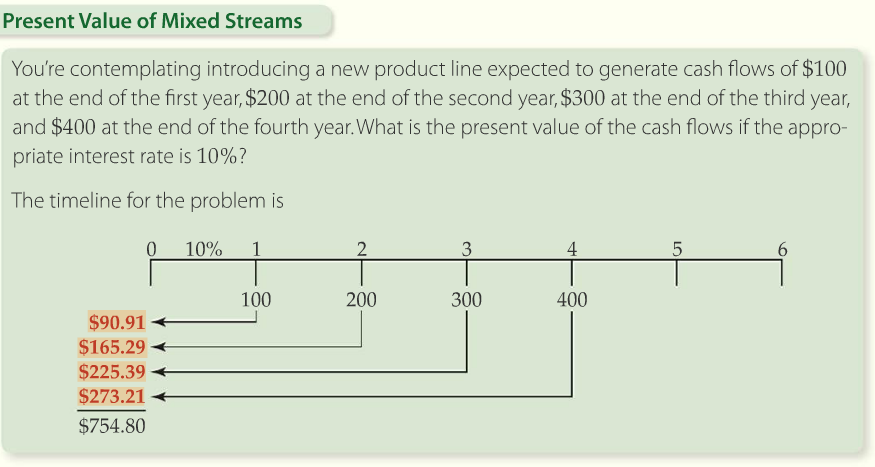 Present Value of Mixed Streams
You're contemplating introducing a new product line expected to generate cash flows of $100
at the end of the first year, $200 at the end of the second year, $300 at the end of the third year,
and $400 at the end of the fourth year. What is the present value of the cash flows if the appro-
priate interest rate is 10%?
The timeline for the problem is
0 10% 1 2 3 4 5 6
100 200 300 400
$90.91
$165.29
$225.39
$273.21
$754.80